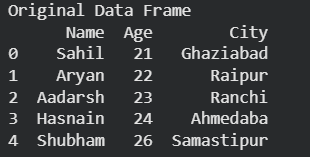 Original Data Frame
Name Age City
0 Sahil 21 Ghaziabad
1 Aryan 22 Raipur
2 Aadarsh 23 Ranchi
3 Hasnain 24 Ahmedaba
4 Shubham 26 Samastipur